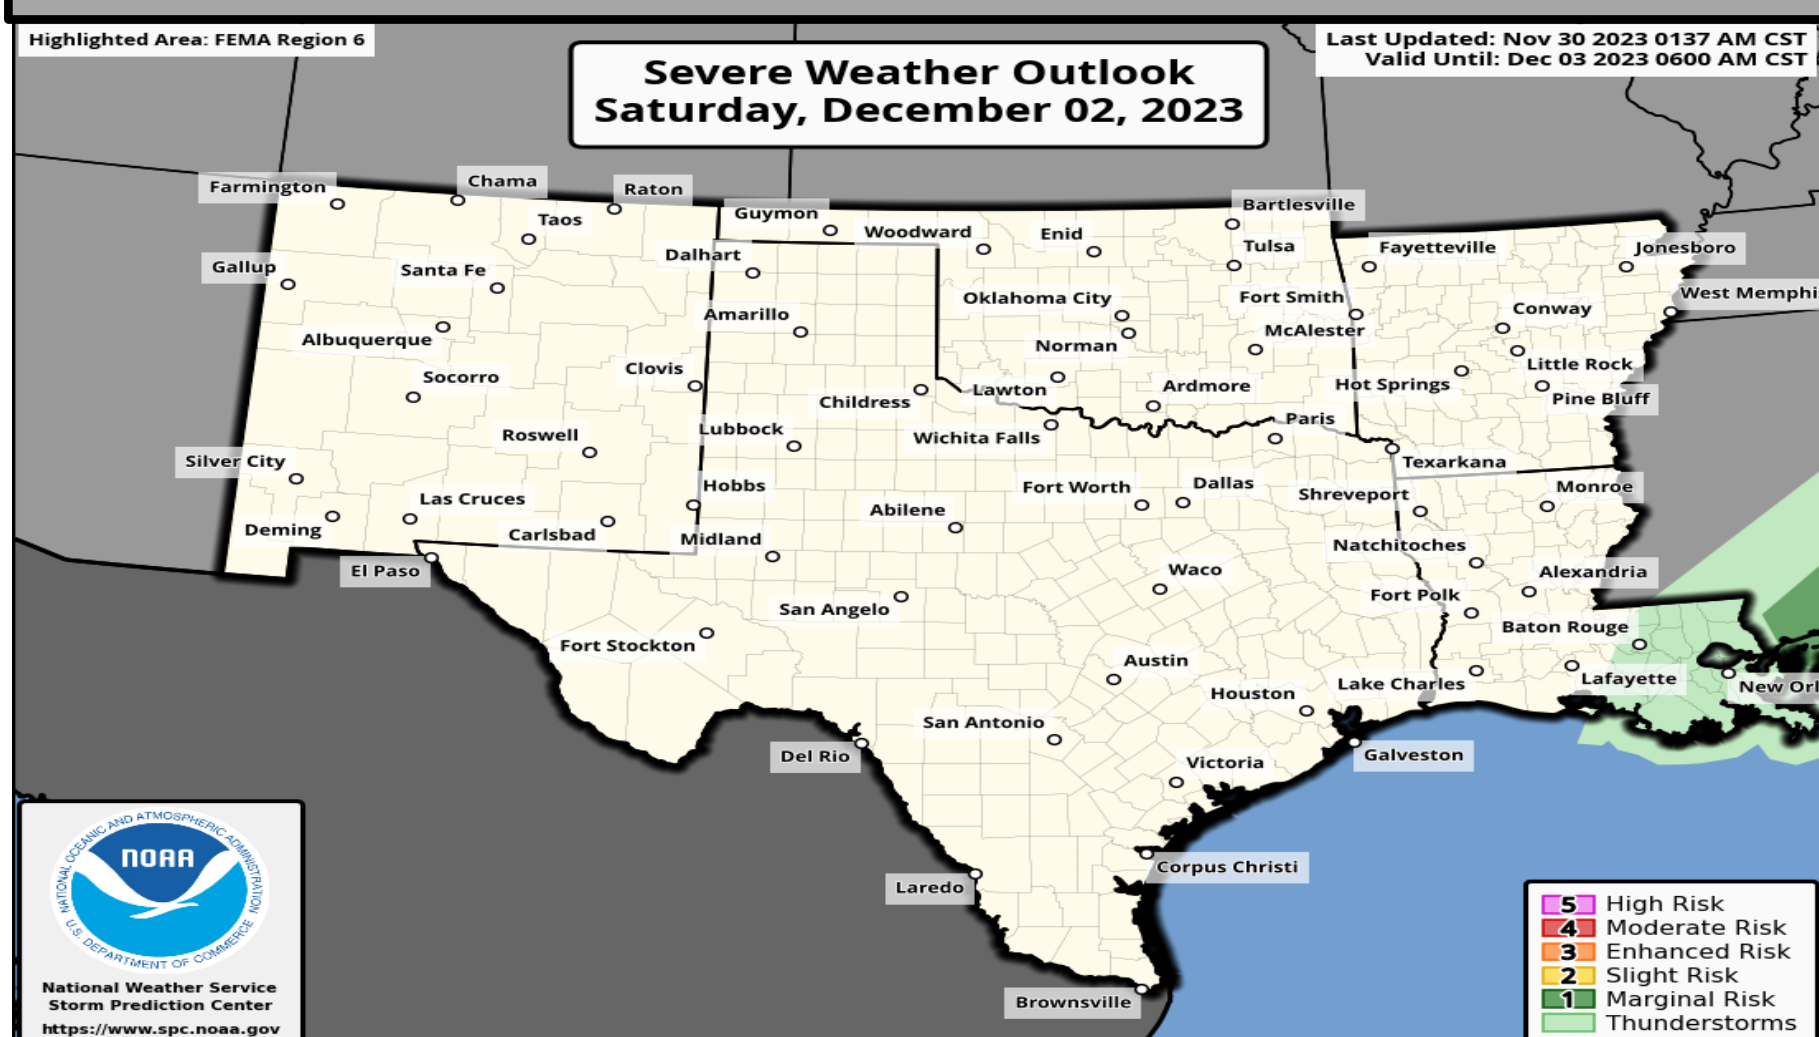 Highlighted Area: FEMA Region 6
Last Updated: Nov 30 2023 0137 AM CST
Valid Until: Dec 03 2023 0600 AM CST
Severe Weather Outlook
Saturday, December 02, 2023
Farmington
Chama
Raton
Taos
Guymon
Woodward
Enid
Bartlesville
Tulsa
Fayetteville
Jonesboro
Gallup
Santa Fe
Dalhart
Oklahoma City
Fort Smith
West Memphi
Albuquerque
Amarillo
Norman
McAlester
Conway
Little Rock
Socorro
Clovis
Childress
Lawton
Ardmore
Hot Springs
Pine Bluff
Roswell
Lubbock
Wichita Falls
Paris
Texarkana
Silver City
Las Cruces
Hobbs
Abilene
Fort Worth
Dallas
Shreveport
Monroe
Deming
Carlsbad
Midland
Natchitoches
El Paso
San Angelo
Waco
Fort Polk
Alexandria
Fort Stockton
Austin
Baton Rouge
Houston
Lake Charles
Lafayette
New Orl
San Antonio
Del Rio
Victoria
Galveston
Laredo
Corpus Christi
Brownsville
NATIONAL OCEANIC AND ATMOSPHERIC ADMINISTRATION
NOAA
U.S. DEPARTMENT OF COMMERCE
National Weather Service
Storm Prediction Center
https://www.spc.noaa.gov
5 High Risk
4 Moderate Risk
3 Enhanced Risk
2 Slight Risk
1 Marginal Risk
Thunderstorms